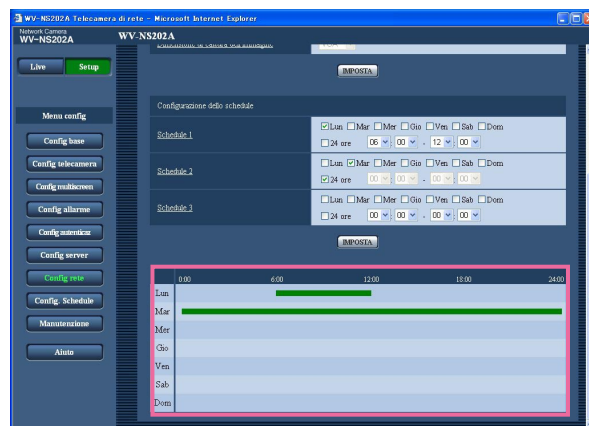 WV-NS202A Telecamera di rete - Microsoft Internet Explorer
Network Camera
WV-NS202A
WV-NS202A
Live
Setup
Menu config
Config base
Config telecamera
Config multiscreen
Config allarme
Config autenticaz
Config server
Config rete
Config. Schedule
Manutenzione
Aiuto
IMPOSTA
Configurazione dello schedule
Schedule 1
Lun Mar Mer Gio Ven Sab Dom
24 ore 06 : 00 - 12 : 00
Schedule 2
Lun Mar Mer Gio Ven Sab Dom
24 ore 00 : 00 - 00 : 00
Schedule 3
Lun Mar Mer Gio Ven Sab Dom
24 ore 00 : 00 - 00 : 00
IMPOSTA
0:00 6:00 12:00 18:00 24:00
Lun
Mar
Mer
Gio
Ven
Sab
Dom